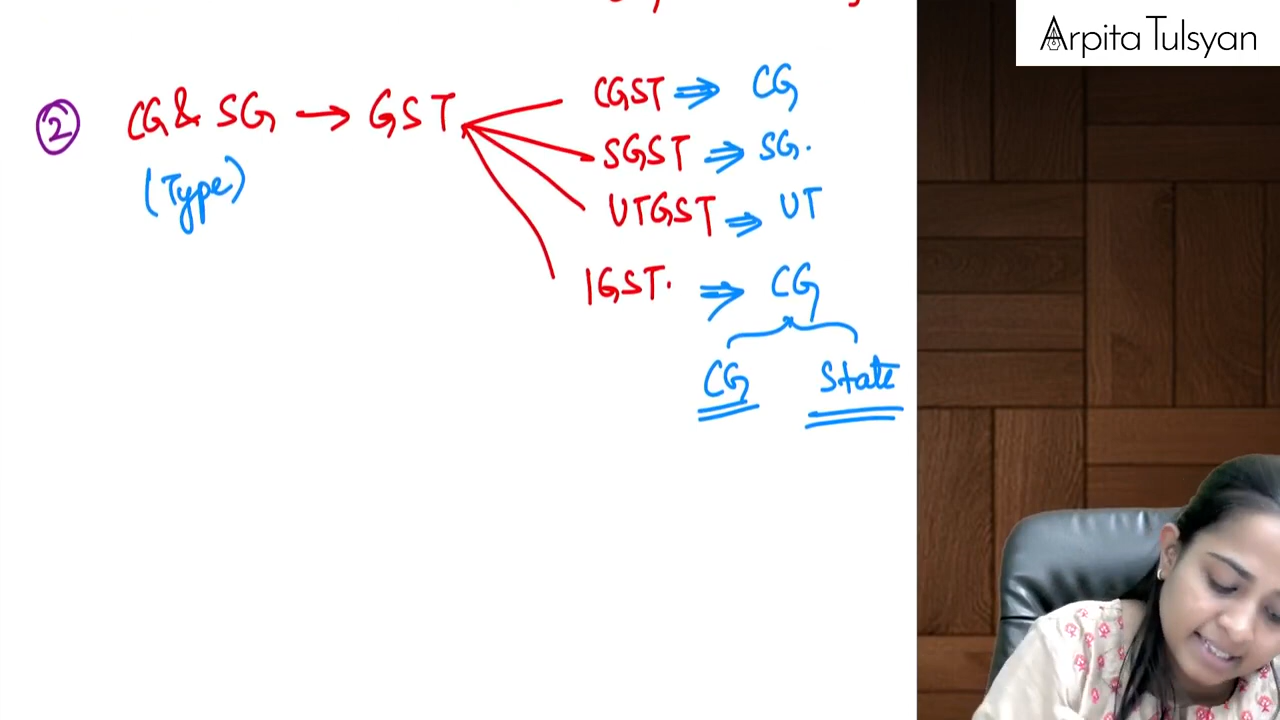 Arpita Tulsyan
2 CG & SG → GST
(Type)
CGST ⇒ CG
SGST ⇒ SG.
UTGST ⇒ UT
IGST. ⇒ CG
CG State